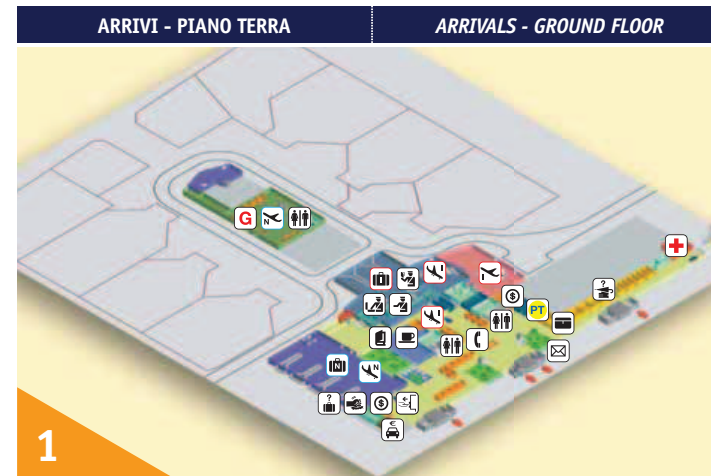 ARRIVI - PIANO TERRA
ARRIVALS - GROUND FLOOR
G
N
?
I
I
$
PT
I
N
N
?
$
€
1